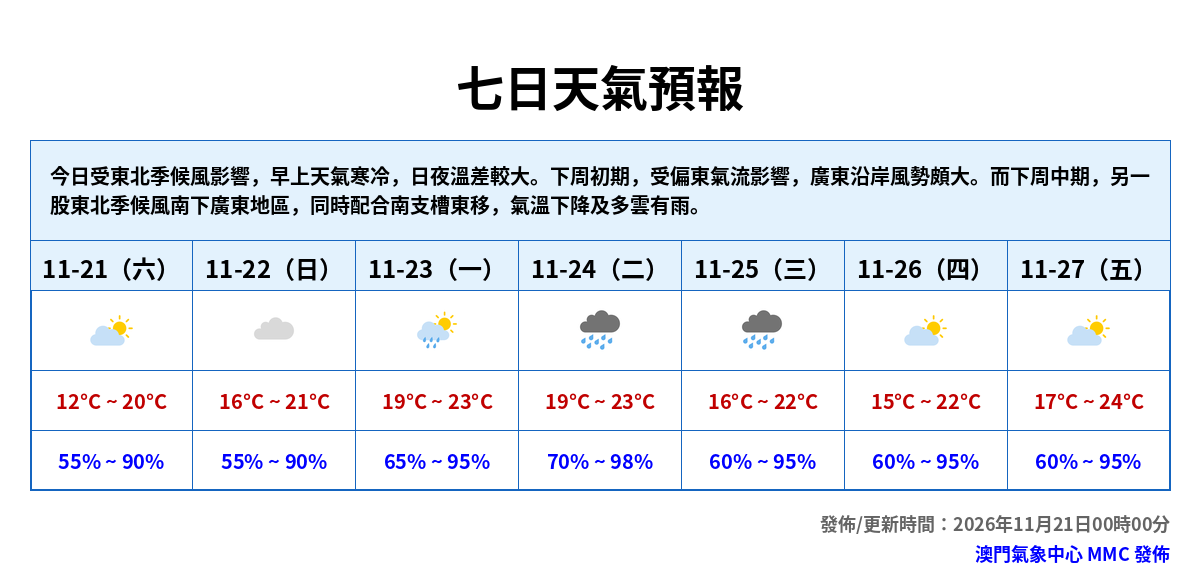 七日天氣預報
今日受東北季候風影響，早上天氣寒冷，日夜溫差較大。下周初期，受偏東氣流影響，廣東沿岸風勢頗大。而下周中期，另一
股東北季候風南下廣東地區，同時配合南支槽東移，氣溫下降及多雲有雨。
11-21（六） 11-22（日） 11-23（一） 11-24（二） 11-25（三） 11-26（四） 11-27（五）
12°C ~ 20°C 16°C ~ 21°C 19°C ~ 23°C 19°C ~ 23°C 16°C ~ 22°C 15°C ~ 22°C 17°C ~ 24°C
55% ~ 90% 55% ~ 90% 65% ~ 95% 70% ~ 98% 60% ~ 95% 60% ~ 95% 60% ~ 95%
發佈/更新時間：2026年11月21日00時00分
澳門氣象中心 MMC 發佈